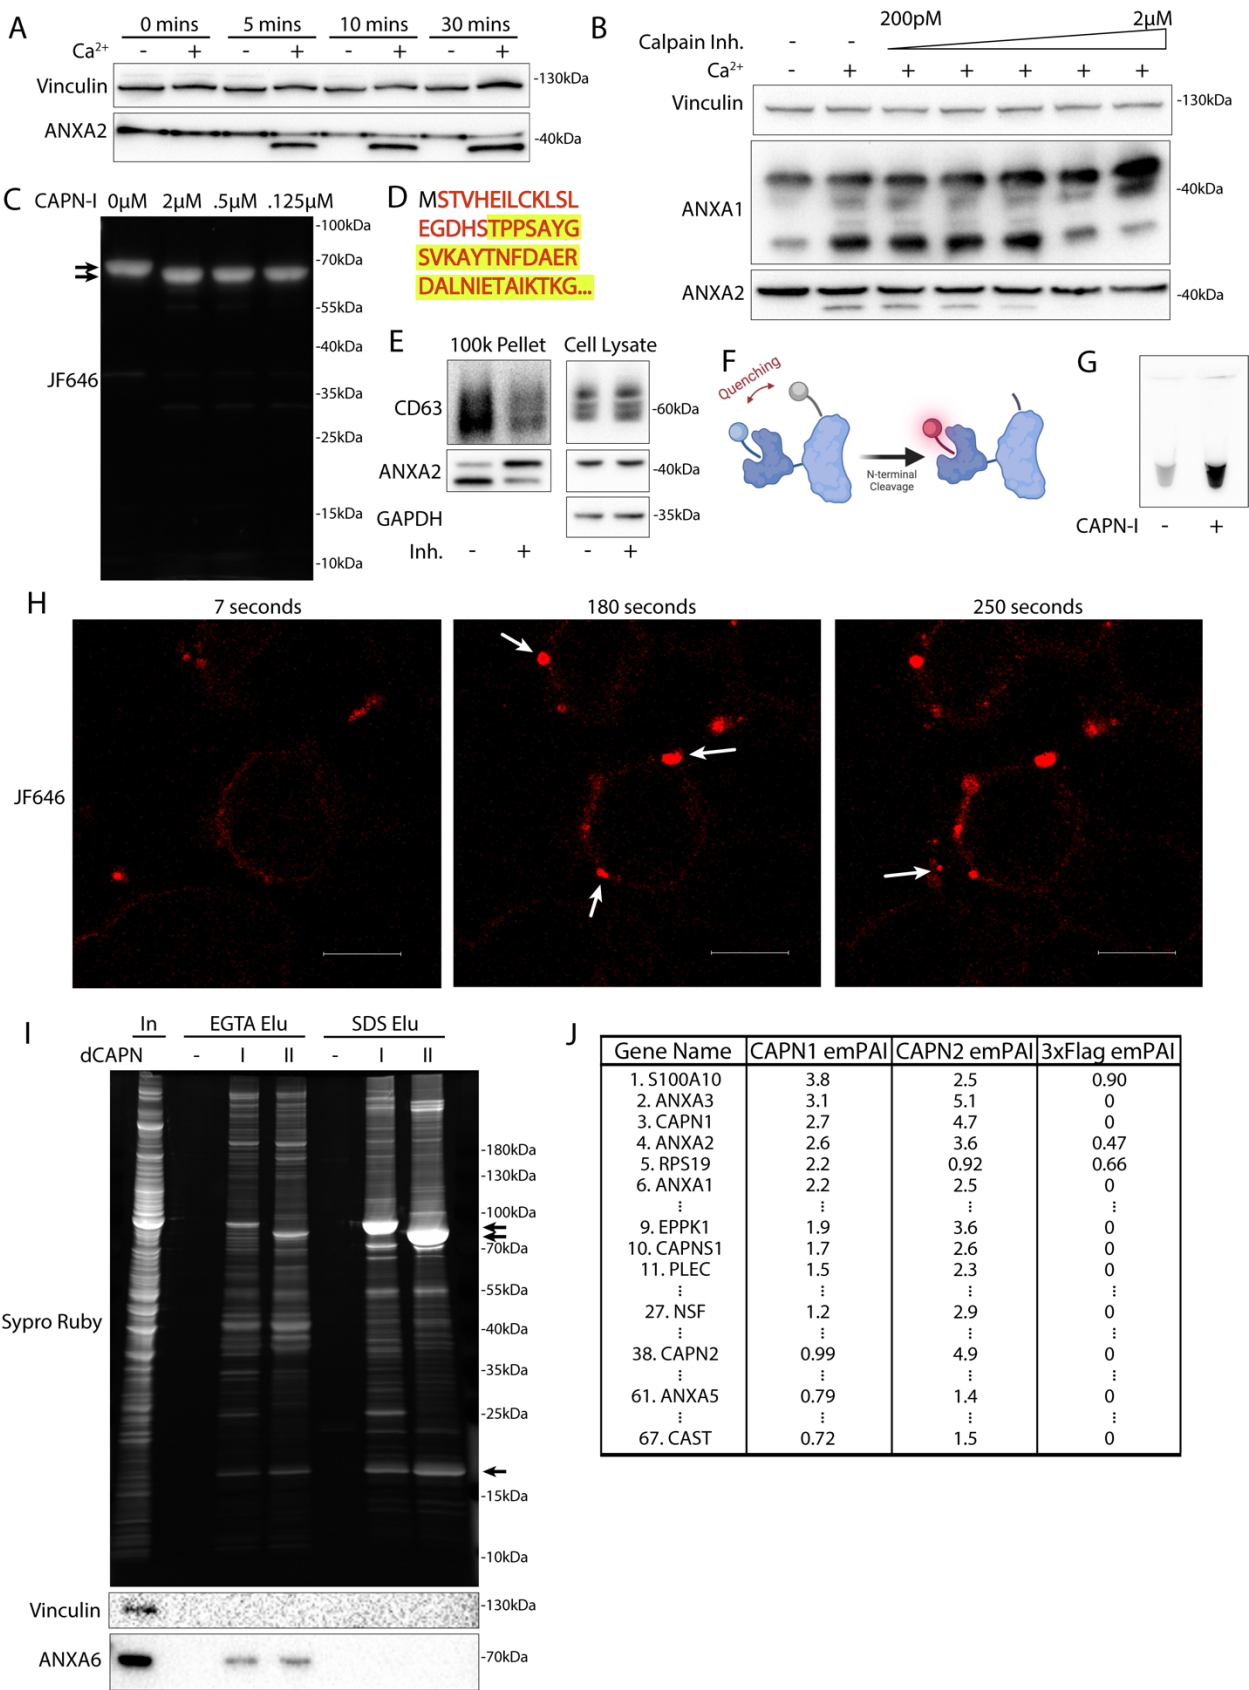 A
0 mins 5 mins 10 mins 30 mins
Ca2+ - + - + - + - +
Vinculin -130kDa
ANXA2 -40kDa
B
200pM 2µM
Calpain Inh. - -
Ca2+ - + + + + + +
Vinculin -130kDa
ANXA1 -40kDa
ANXA2 -40kDa
C
CAPN-I 0µM 2µM .5µM .125µM
-100kDa
-70kDa
-55kDa
-40kDa
JF646
-35kDa
-25kDa
-15kDa
-10kDa
D
MSTVHEILCKLSL
EGDHSTPPSAYG
SVKAYTNFDAER
DALNIETAIKTKG...
E
100k Pellet Cell Lysate
CD63 -60kDa
ANXA2 -40kDa
GAPDH -35kDa
Inh. - + - +
F
Quenching
N-terminal
Cleavage
G
CAPN-I - +
H
7 seconds 180 seconds 250 seconds
JF646
I
In EGTA Elu SDS Elu
dCAPN - I II - I II
-180kDa
-130kDa
-100kDa
-70kDa
-55kDa
Sypro Ruby
-40kDa
-35kDa
-25kDa
-15kDa
-10kDa
Vinculin -130kDa
ANXA6 -70kDa
J
Gene Name CAPN1 emPAI CAPN2 emPAI 3xFlag emPAI
1. S100A10 3.8 2.5 0.90
2. ANXA3 3.1 5.1 0
3. CAPN1 2.7 4.7 0
4. ANXA2 2.6 3.6 0.47
5. RPS19 2.2 0.92 0.66
6. ANXA1 2.2 2.5 0
⋮ ⋮ ⋮ ⋮
9. EPPK1 1.9 3.6 0
10. CAPNS1 1.7 2.6 0
11. PLEC 1.5 2.3 0
⋮ ⋮ ⋮ ⋮
27. NSF 1.2 2.9 0
⋮ ⋮ ⋮ ⋮
38. CAPN2 0.99 4.9 0
⋮ ⋮ ⋮ ⋮
61. ANXA5 0.79 1.4 0
⋮ ⋮ ⋮ ⋮
67. CAST 0.72 1.5 0